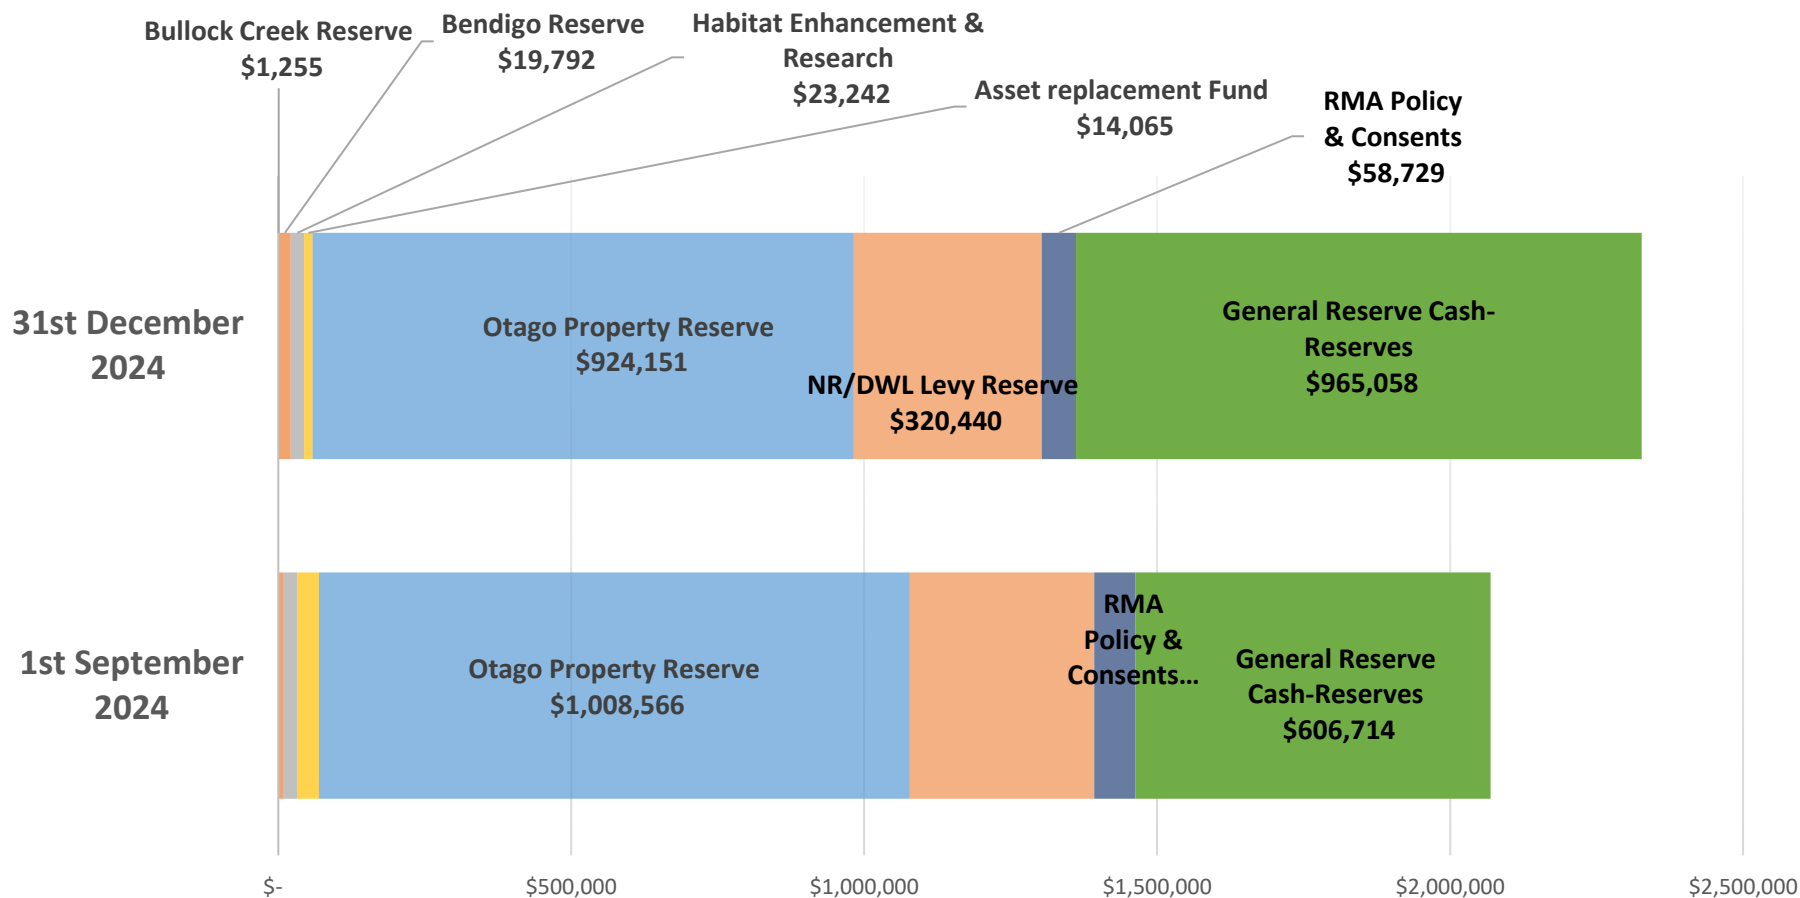 Bullock Creek Reserve
$1,255
Bendigo Reserve
$19,792
Habitat Enhancement &
Research
$23,242
Asset replacement Fund
$14,065
RMA Policy
& Consents
$58,729
31st December
2024
Otago Property Reserve
$924,151
NR/DWL Levy Reserve
$320,440
General Reserve Cash-
Reserves
$965,058
1st September
2024
Otago Property Reserve
$1,008,566
RMA
Policy &
Consents...
General Reserve
Cash-Reserves
$606,714
$-
$500,000
$1,000,000
$1,500,000
$2,000,000
$2,500,000